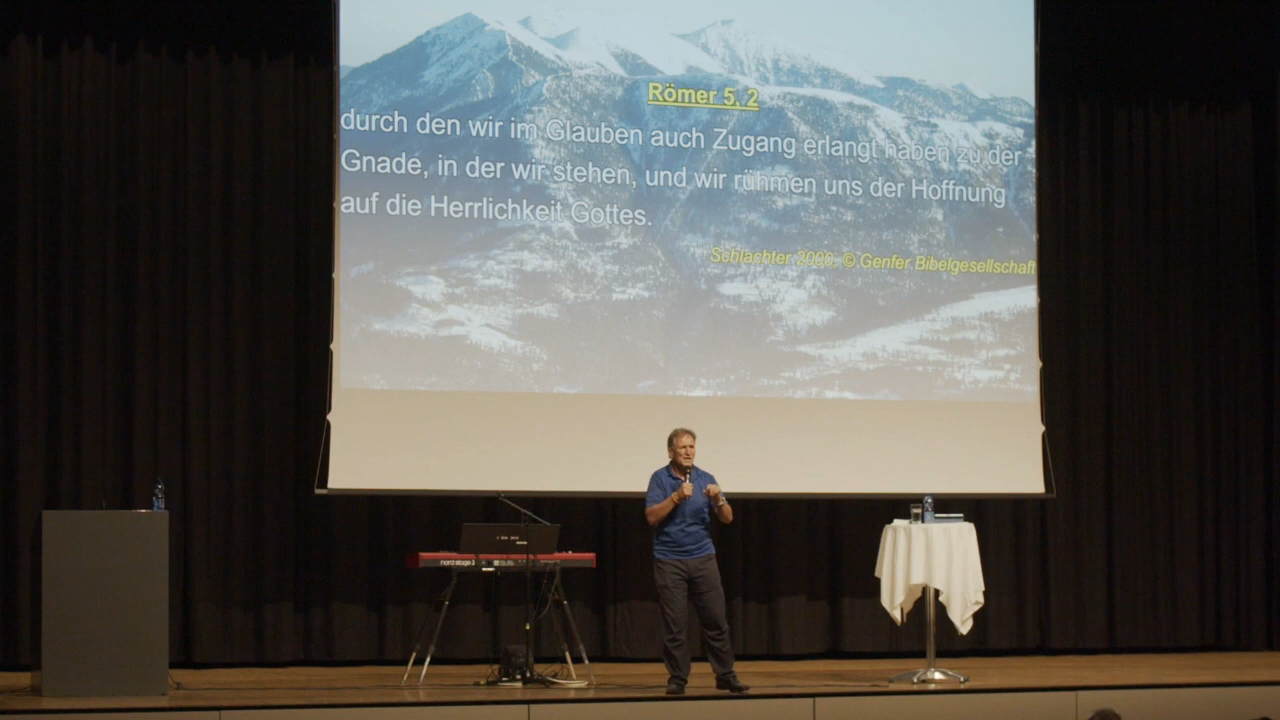 Römer 5, 2
durch den wir im Glauben auch Zugang erlangt haben zu der
Gnade, in der wir stehen, und wir rühmen uns der Hoffnung
auf die Herrlichkeit Gottes.
Schlachter 2000, © Genfer Bibelgesellschaft
nord stage 3